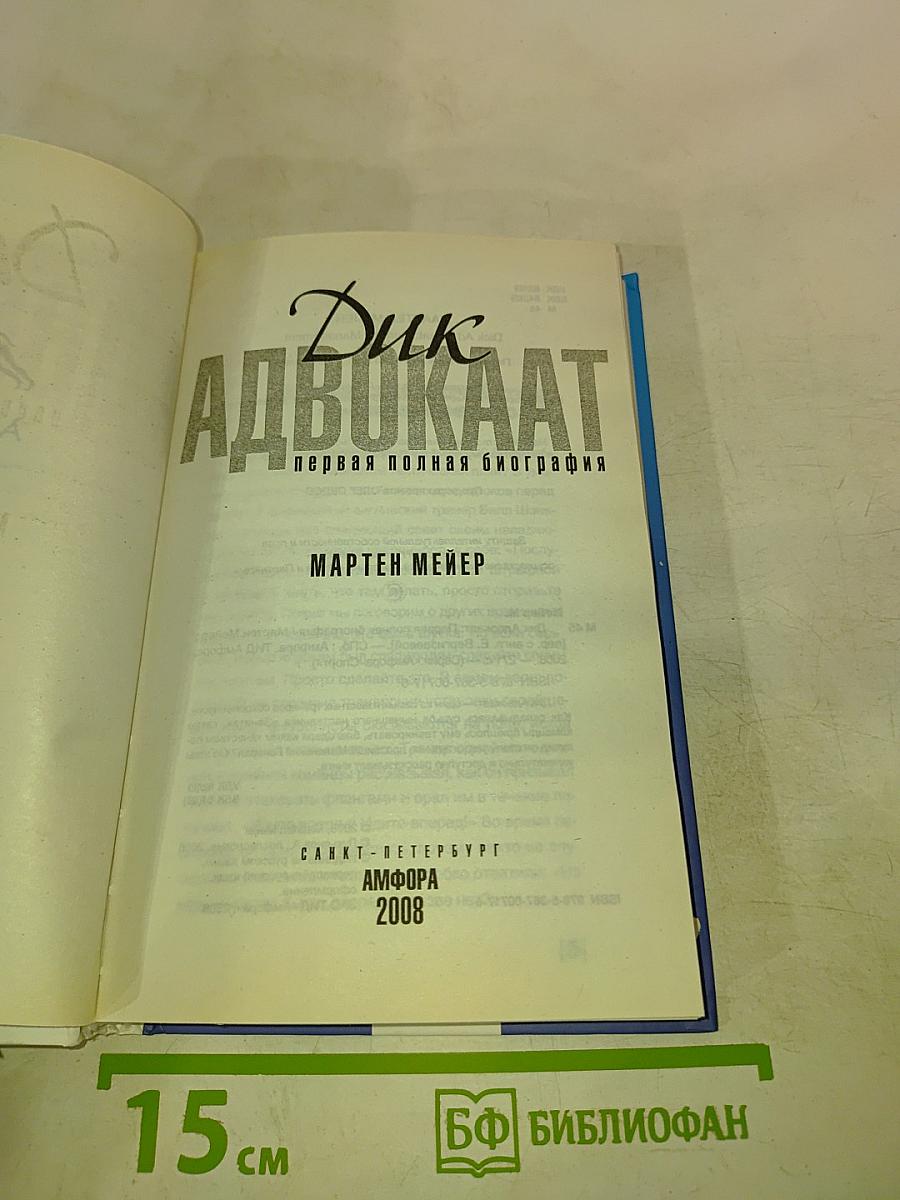 Дик
АДВОКААТ
первая полная биография
МАРТЕН МЕЙЕР
САНКТ-ПЕТЕРБУРГ
АМФОРА
2008
15 см
БФ БИБЛИОФАН